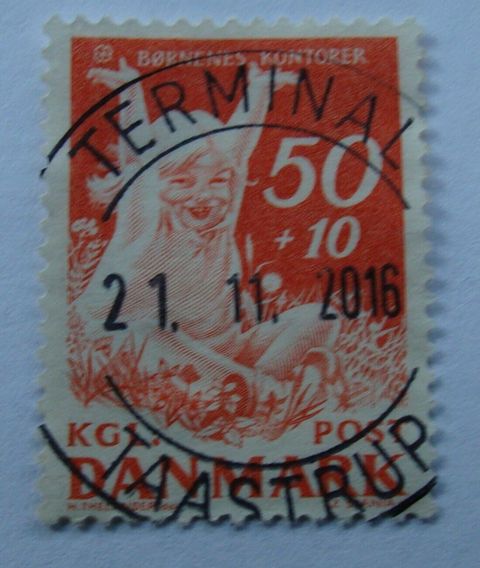 BØRNENES KONTORER
TERMINAL
50
+ 10
21. 11. 2016
KGL. POST
DANMARK
TAASTRUP